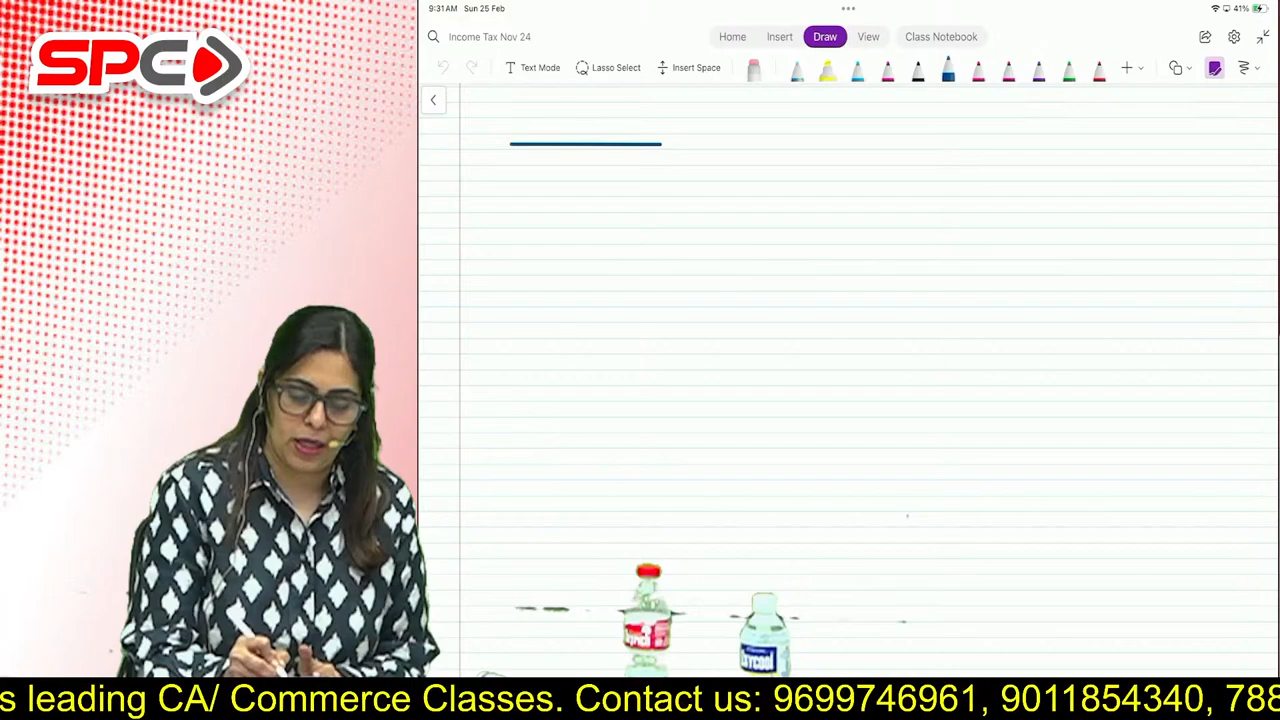 9:31 AM Sun 25 Feb
41%
SPC
Income Tax Nov 24
Home Insert Draw View Class Notebook
Text Mode Lasso Select Insert Space
Oxycool
s leading CA/ Commerce Classes. Contact us: 9699746961, 9011854340, 788